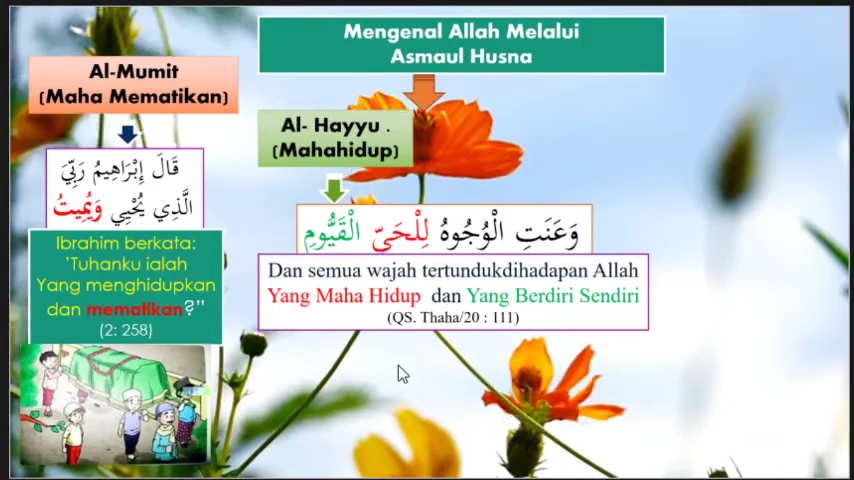 Mengenal Allah Melalui
Asmaul Husna
Al-Mumit
(Maha Mematikan)
قَالَ إِبْرَاهِيمُ رَبِّيَ
الَّذِي يُحْيِي وَيُمِيتُ
Ibrahim berkata:
’Tuhanku ialah
Yang menghidupkan
dan mematikan?”
(2: 258)
Al- Hayyu .
(Mahahidup)
وَعَنَتِ الْوُجُوهُ لِلْحَيِّ الْقَيُّومِ
Dan semua wajah tertundukdihadapan Allah
Yang Maha Hidup dan Yang Berdiri Sendiri
(QS. Thaha/20 : 111)